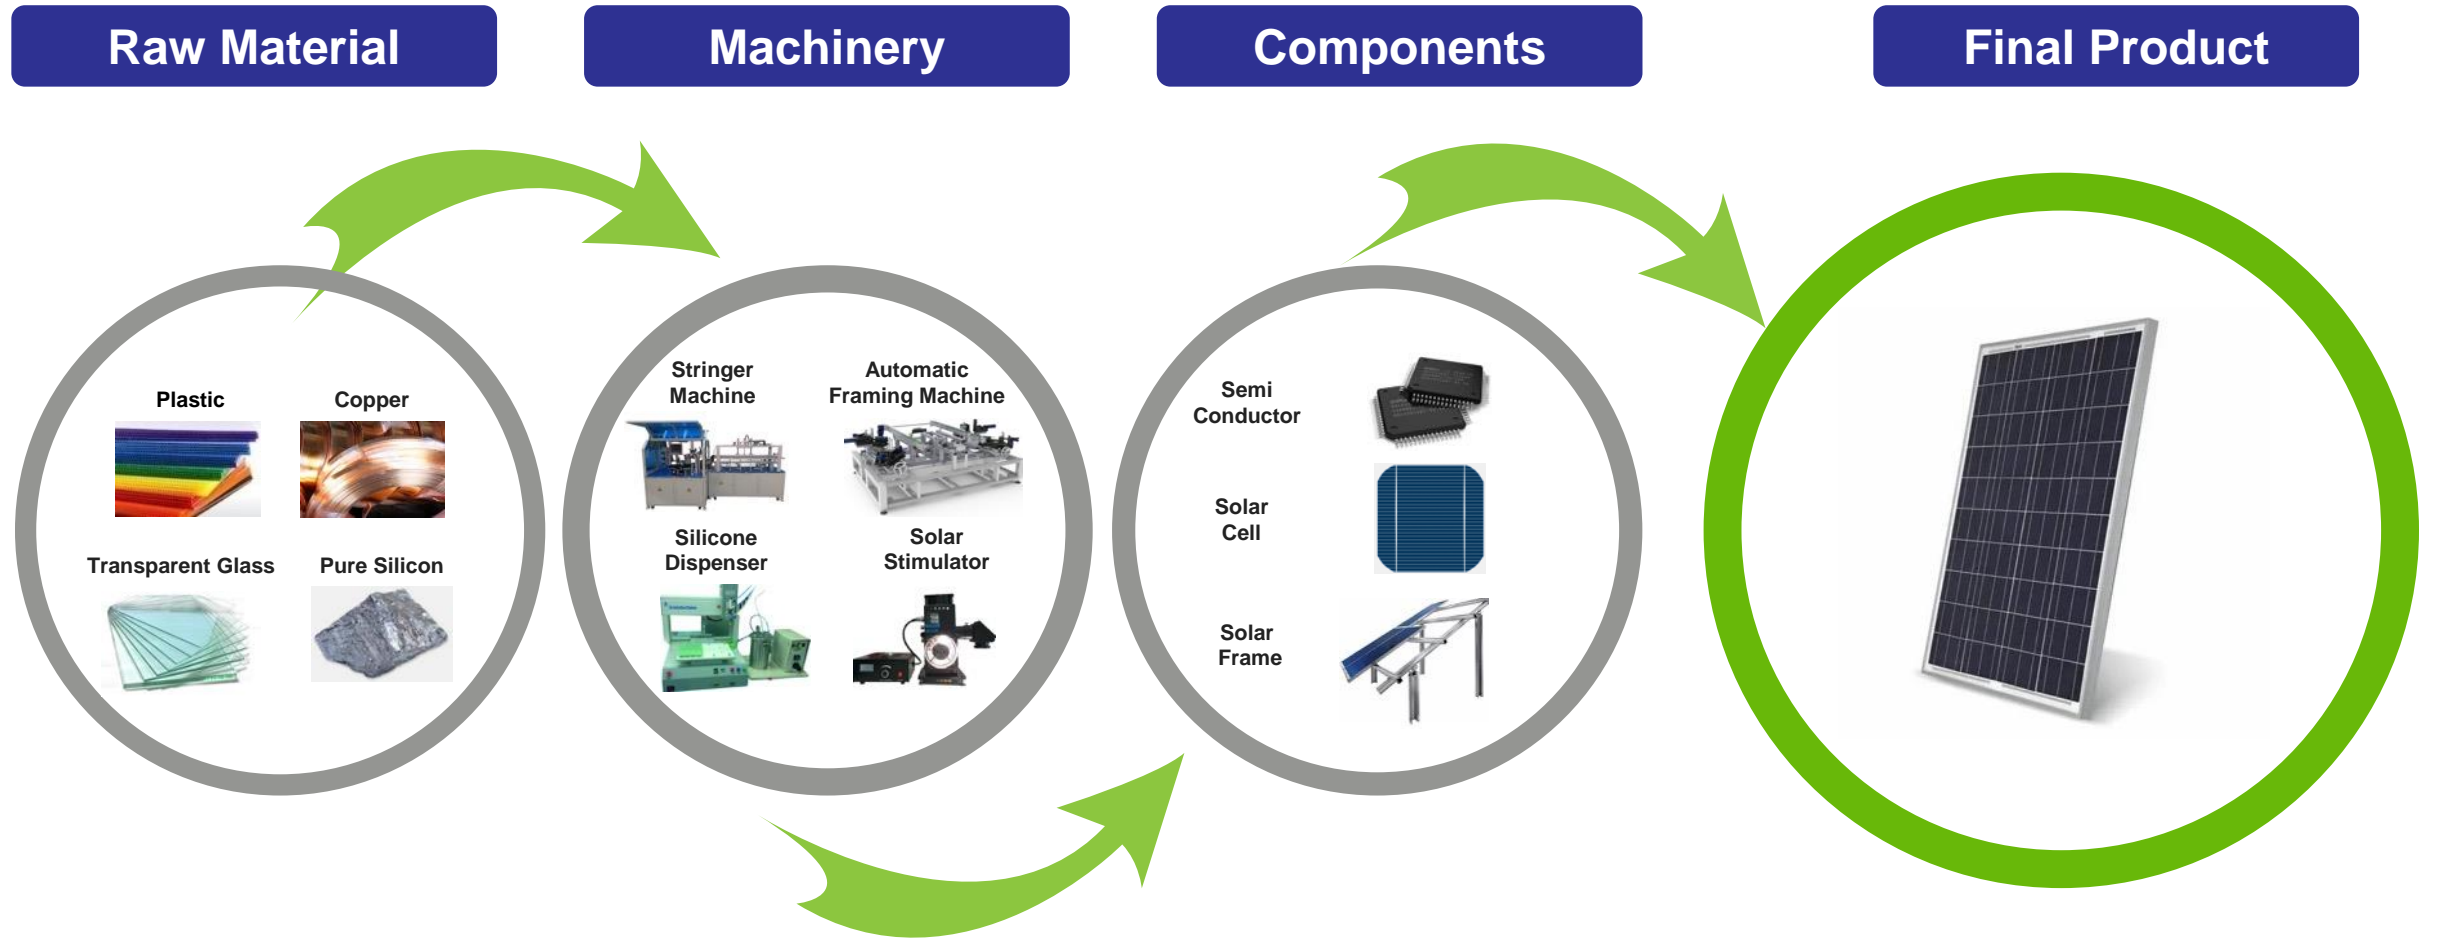 Raw Material
Machinery
Components
Final Product
Plastic
Copper
Transparent Glass
Pure Silicon
Stringer
Machine
Automatic
Framing Machine
Silicone
Dispenser
Solar
Stimulator
Semi
Conductor
Solar
Cell
Solar
Frame